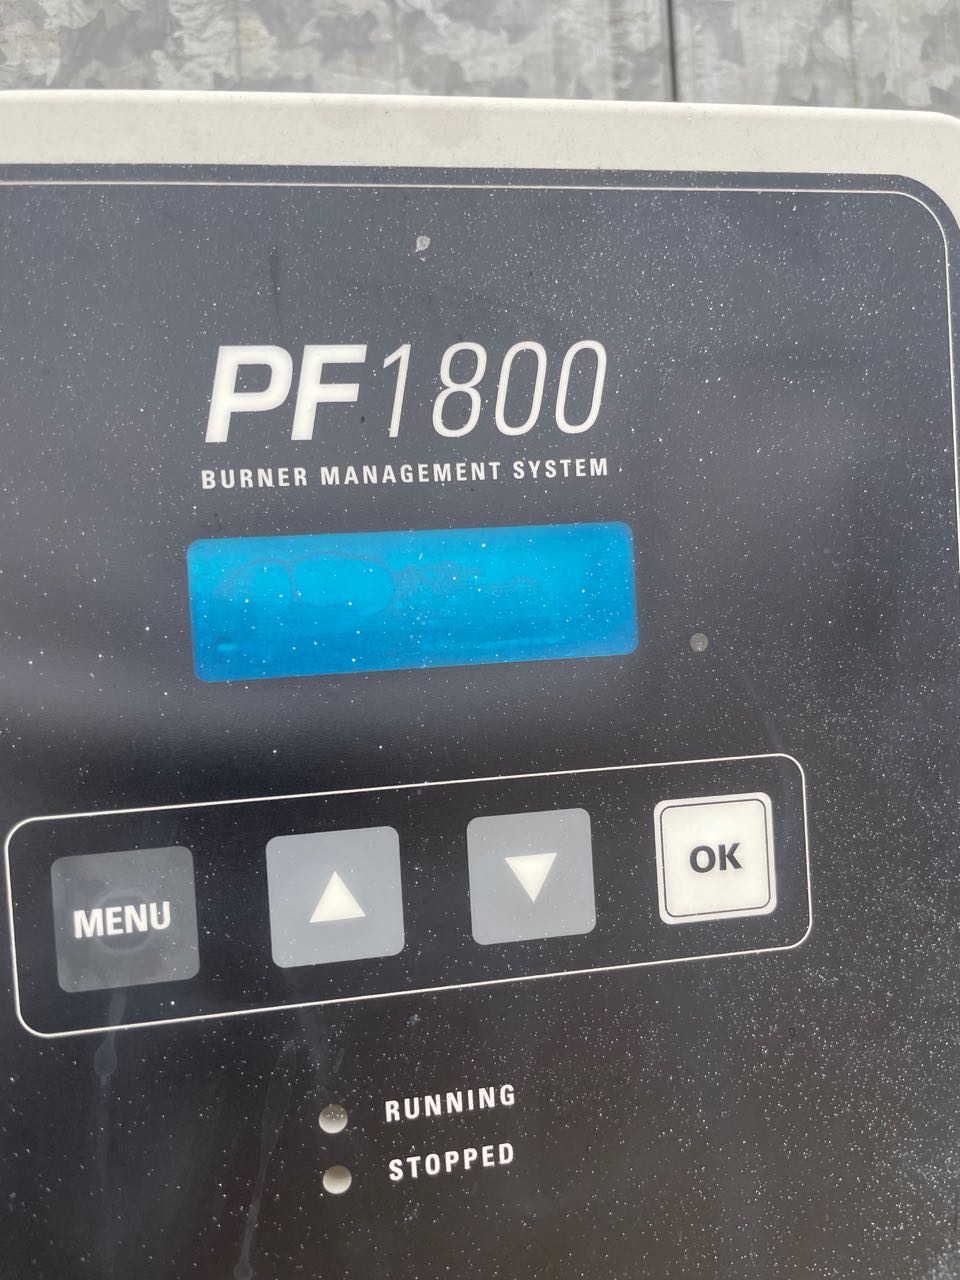 PF1800
BURNER MANAGEMENT SYSTEM
MENU
OK
RUNNING
STOPPED